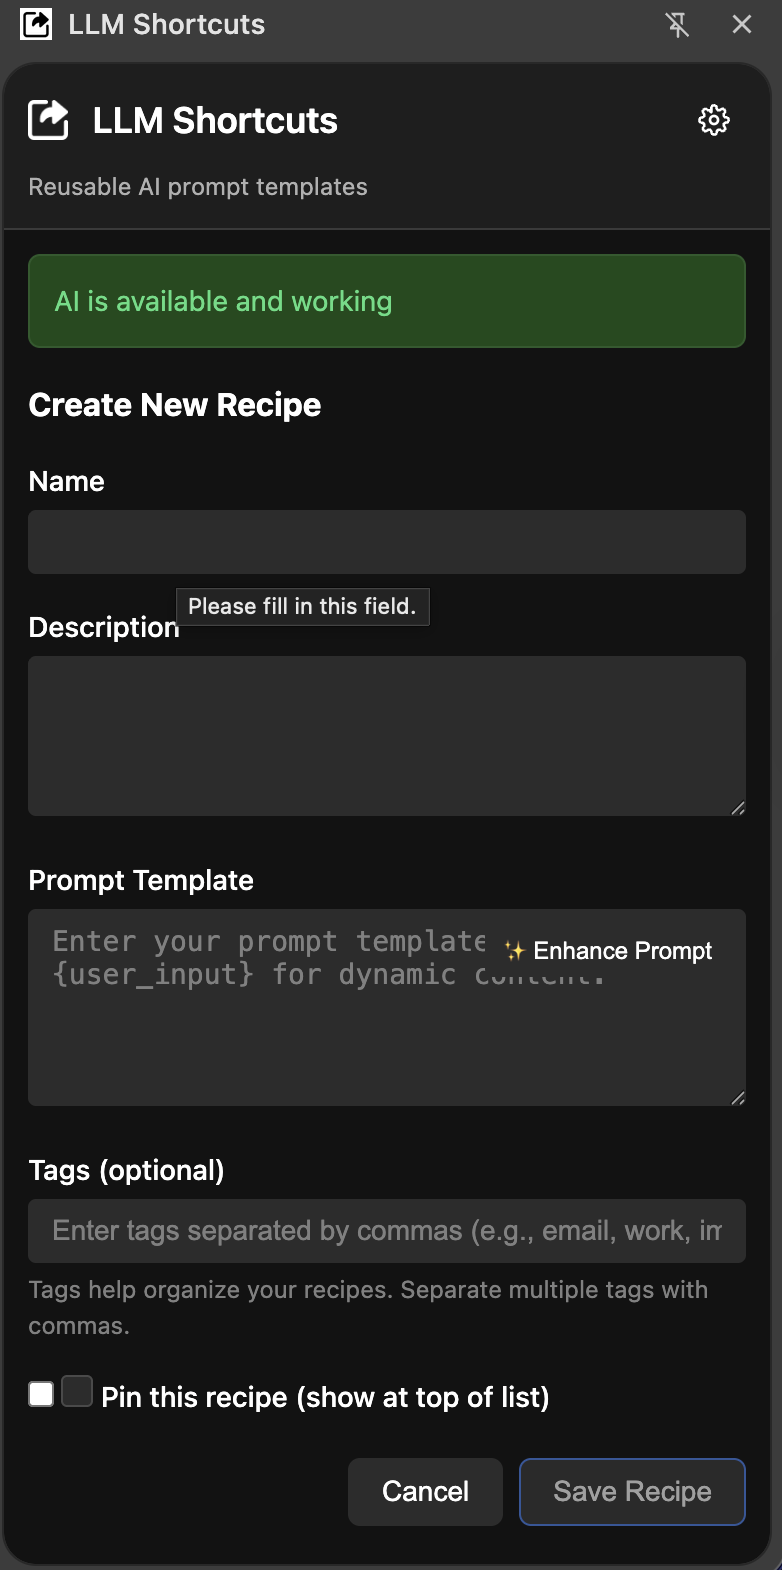 LLM Shortcuts
LLM Shortcuts
Reusable AI prompt templates
AI is available and working
Create New Recipe
Name
Please fill in this field.
Description
Prompt Template
Enter your prompt template
✨ Enhance Prompt
{user_input} for dynamic content.
Tags (optional)
Enter tags separated by commas (e.g., email, work, im
Tags help organize your recipes. Separate multiple tags with
commas.
Pin this recipe (show at top of list)
Cancel
Save Recipe